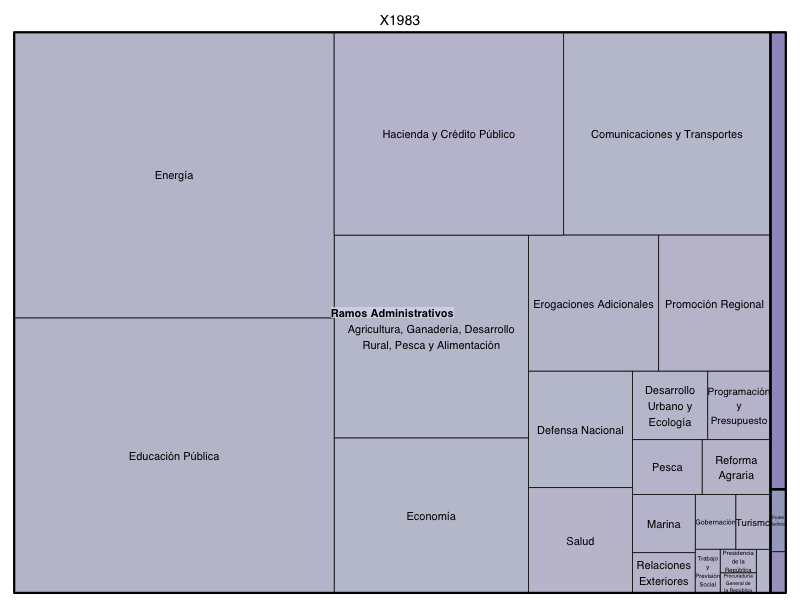 X1983
Energía
Hacienda y Crédito Público
Comunicaciones y Transportes
Ramos Administrativos
Agricultura, Ganadería, Desarrollo
Rural, Pesca y Alimentación
Erogaciones Adicionales
Promoción Regional
Educación Pública
Economía
Defensa Nacional
Salud
Desarrollo
Urbano y
Ecología
Programación
y
Presupuesto
Pesca
Reforma
Agraria
Marina
Gobernación
Turismo
Relaciones
Exteriores
Trabajo
y
Previsión
Social
Presidencia
de la
República
Procuraduría
General de
la República
Poder